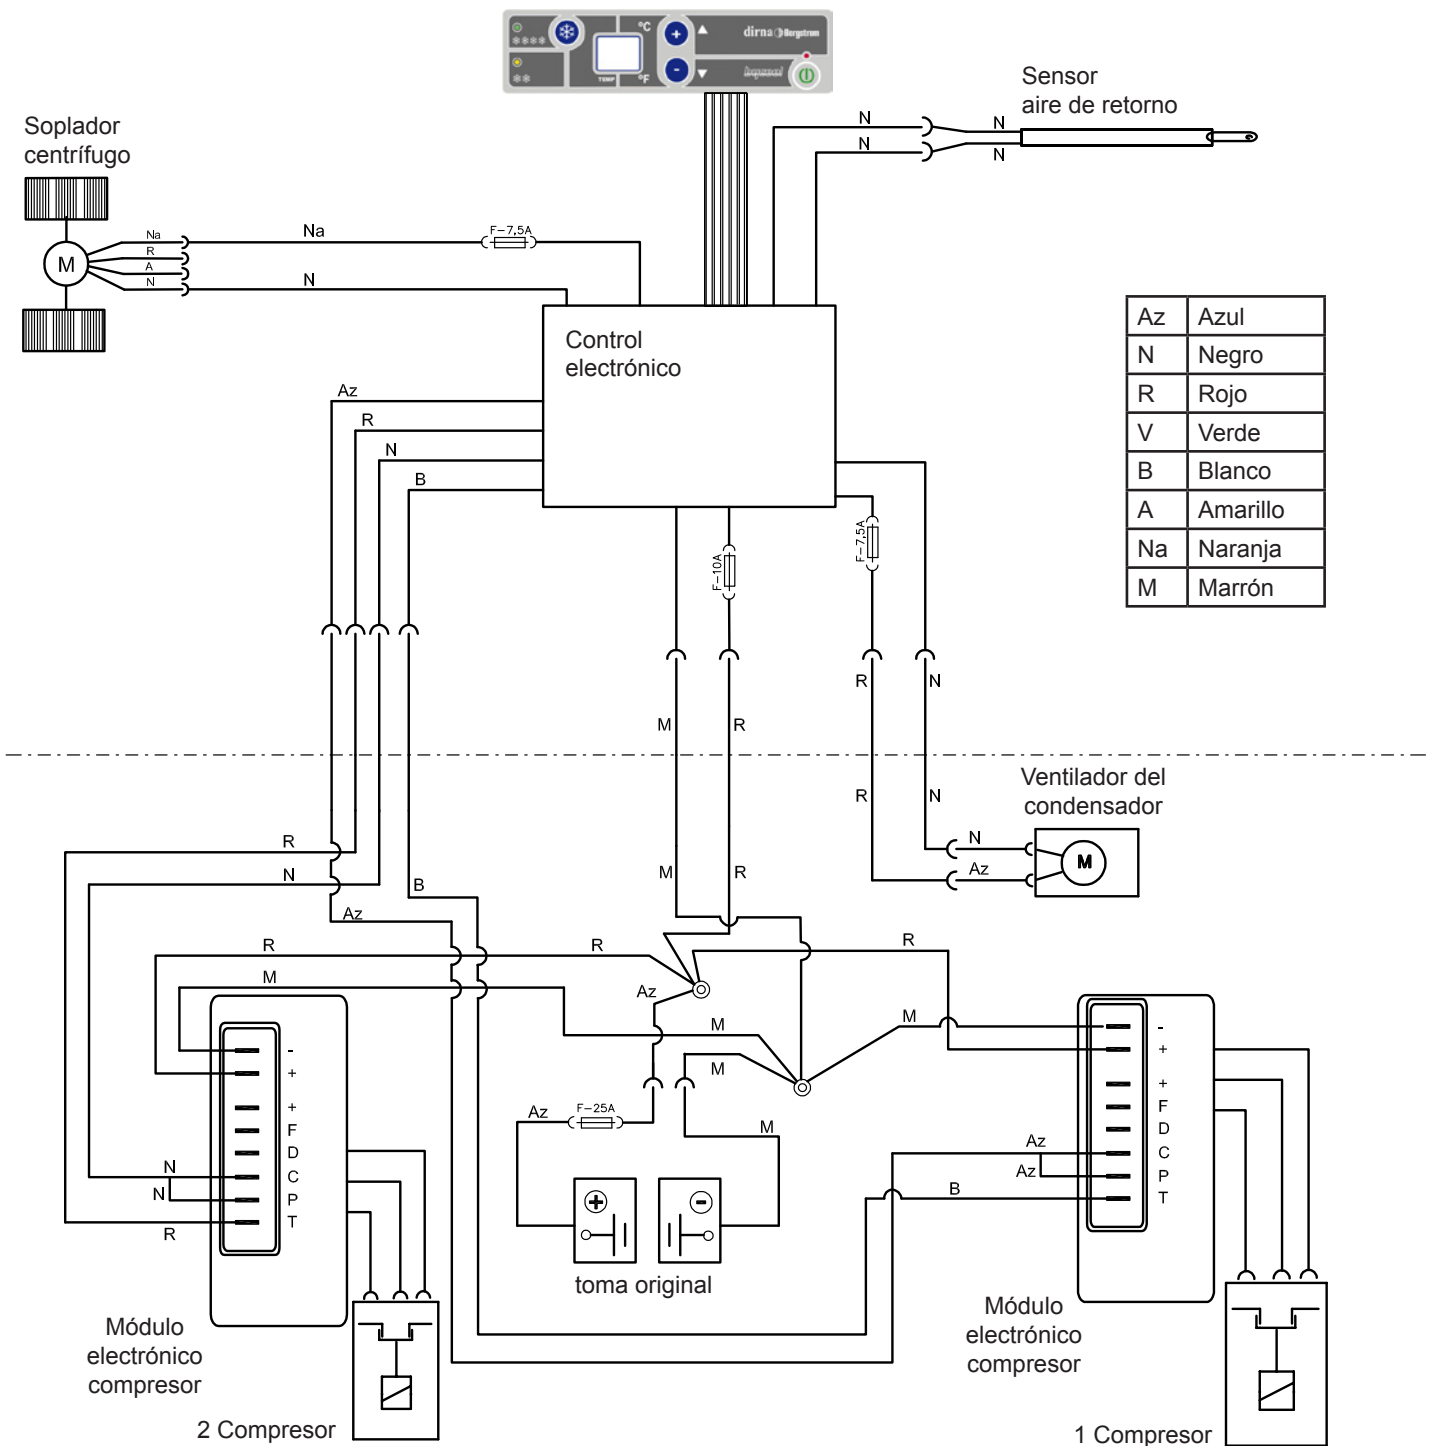 °C
dirna Bergstrom
TEMP
°F
Sensor
aire de retorno
Soplador
centrífugo
N
N
N
N
Na
R
A
N
M
Na
F-7,5A
N
Control
electrónico
Az Azul
N Negro
R Rojo
V Verde
B Blanco
A Amarillo
Na Naranja
M Marrón
Az
R
N
B
F-10A
F-7,5A
R
N
M
R
Ventilador del
condensador
R
N
R
N
N
Az
M
M
R
B
Az
R
R
R
M
Az
M
M
M
-
+
+
F
D
C
P
T
N
N
R
Az
F-25A
M
+
-
toma original
-
+
+
F
D
C
P
T
Az
Az
B
Módulo
electrónico
compresor
2 Compresor
Módulo
electrónico
compresor
1 Compresor